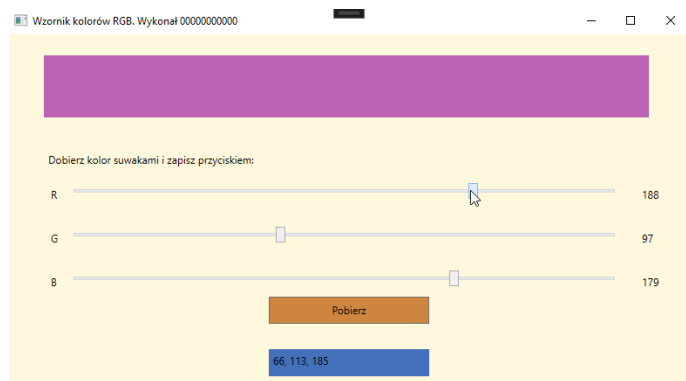 Wzornik kolorów RGB. Wykonał 00000000000
Dobierz kolor suwakami i zapisz przyciskiem:
R 188
G 97
B 179
Pobierz
66, 113, 185